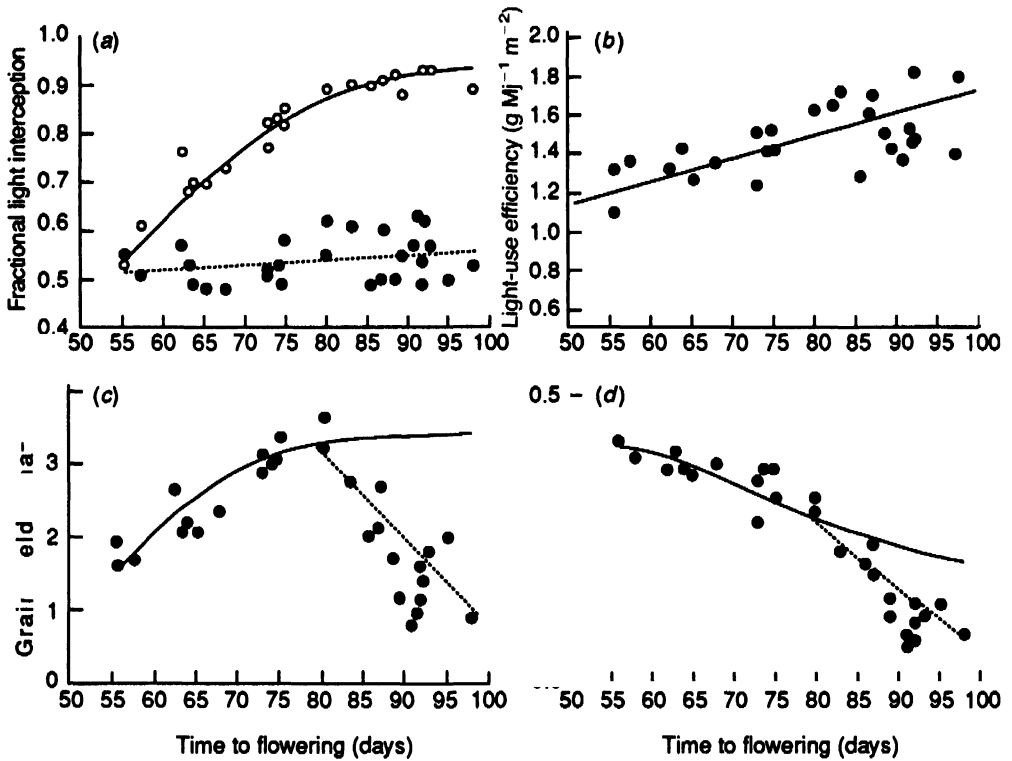 (a)
Fractional light interception
1.0
0.9
0.8
0.7
0.6
0.5
0.4
50 55 60 65 70 75 80 85 90 95 100
(b)
Light-use efficiency (g Mj⁻¹ m⁻²)
2.0
1.8
1.6
1.4
1.2
1.0
0.8
0.6
50 55 60 65 70 75 80 85 90 95 100
(c)
3
2
1
0
50 55 60 65 70 75 80 85 90 95 100
Time to flowering (days)
0.5 (d)
50 55 60 65 70 75 80 85 90 95 100
Time to flowering (days)